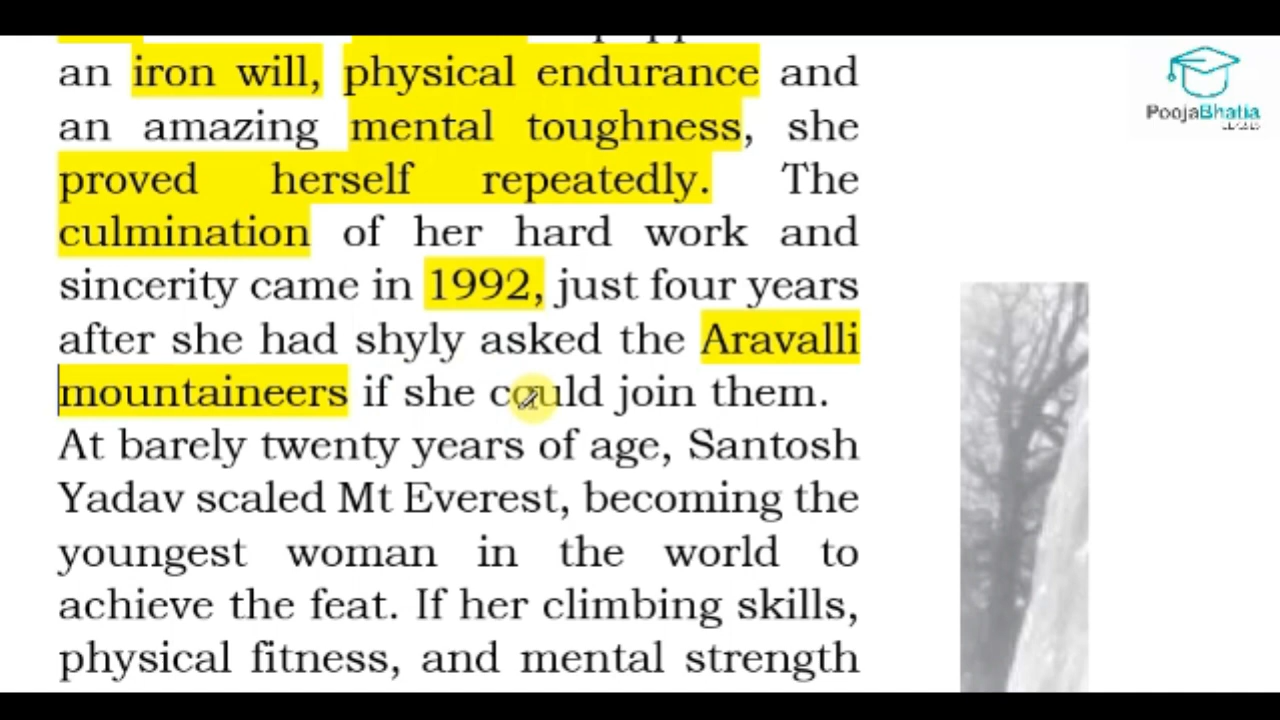 an iron will, physical endurance and
an amazing mental toughness, she
proved herself repeatedly. The
culmination of her hard work and
sincerity came in 1992, just four years
after she had shyly asked the Aravalli
mountaineers if she could join them.
At barely twenty years of age, Santosh
Yadav scaled Mt Everest, becoming the
youngest woman in the world to
achieve the feat. If her climbing skills,
physical fitness, and mental strength
PoojaBhatia